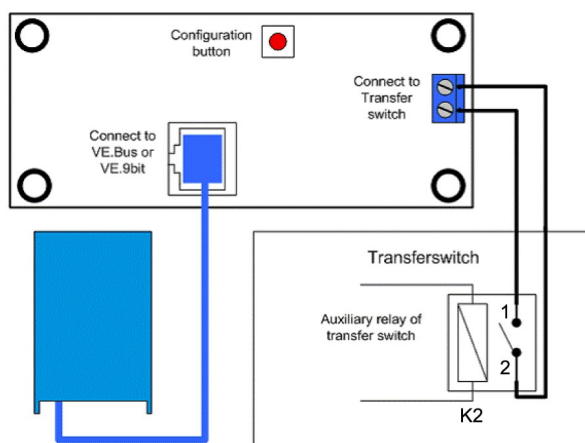 Configuration
button
Connect to
Transfer
switch
Connect to
VE.Bus or
VE.9bit
Transferswitch
Auxiliary relay of
transfer switch
1
2
K2